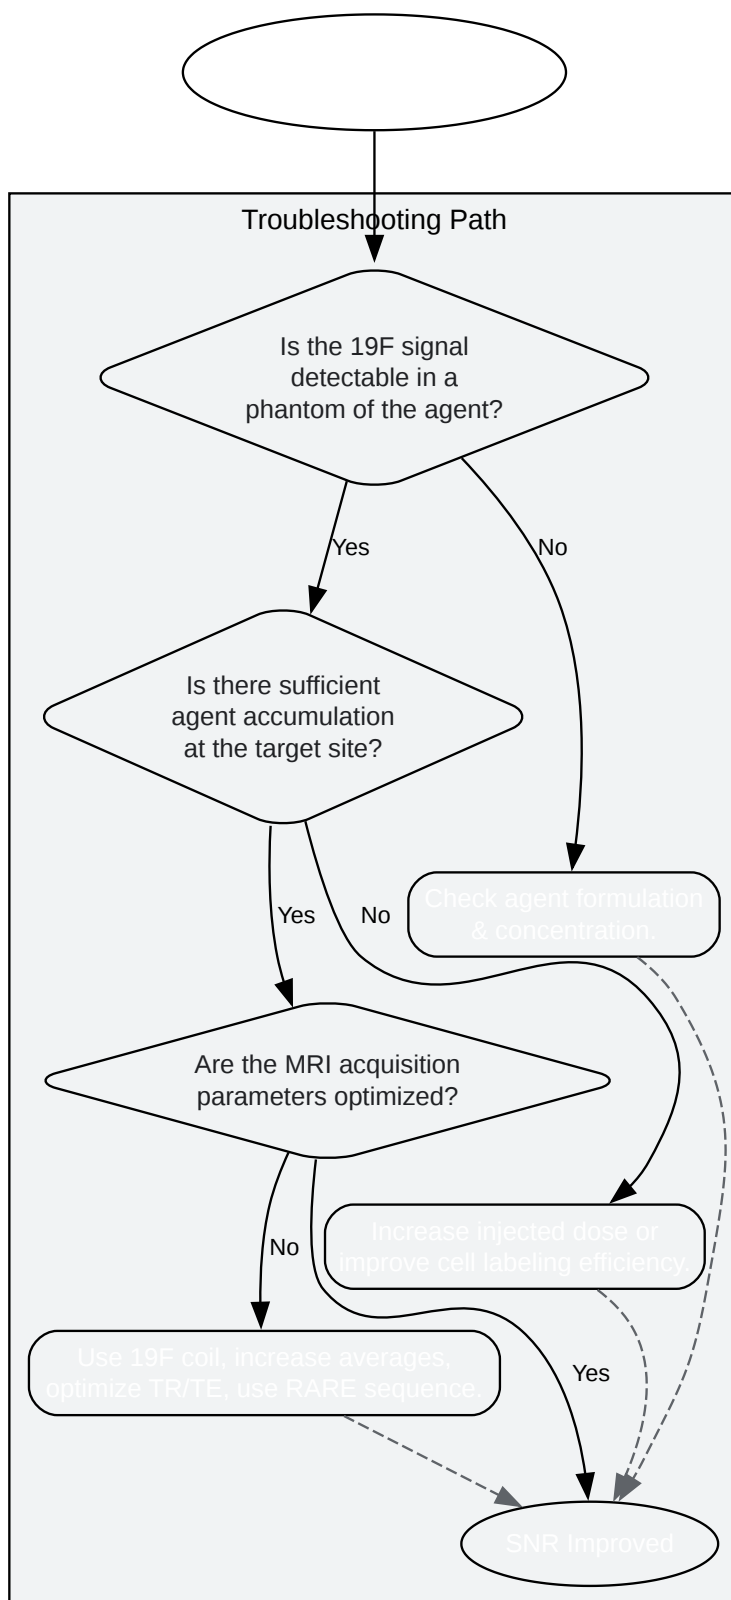 Troubleshooting Path
Is the 19F signal
detectable in a
phantom of the agent?
Yes
No
Is there sufficient
agent accumulation
at the target site?
Yes
No
Check agent formulation
& concentration.
Are the MRI acquisition
parameters optimized?
Increase injected dose or
improve cell labeling efficiency.
No
Use 19F coil, increase averages,
optimize TR/TE, use RARE sequence.
Yes
SNR Improved